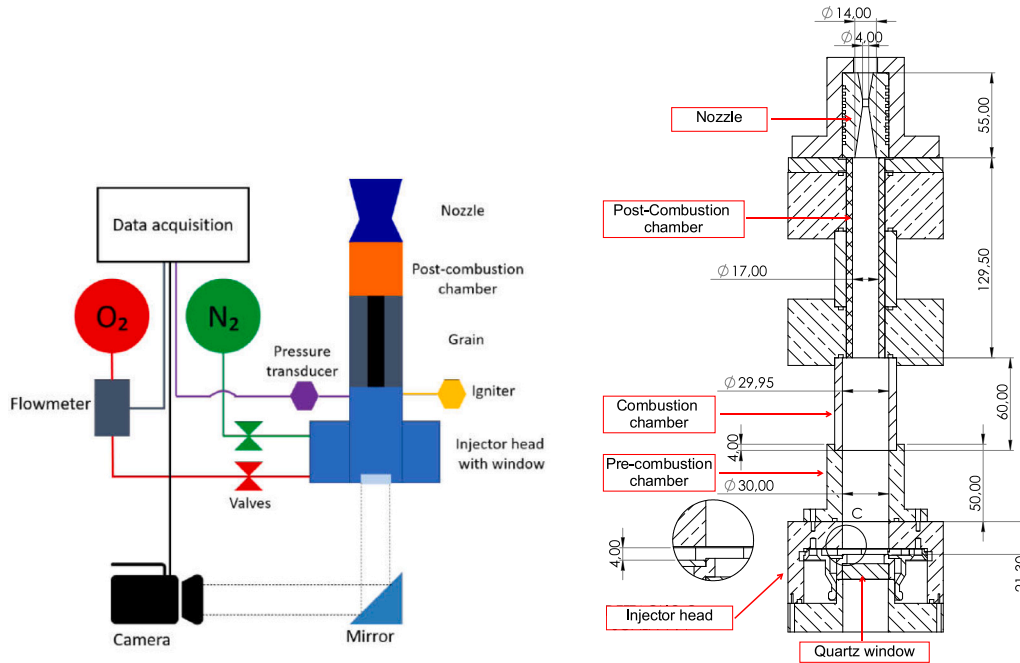 Data acquisition
O₂
N₂
Flowmeter
Valves
Pressure
transducer
Igniter
Nozzle
Post-combustion
chamber
Grain
Injector head
with window
Camera
Mirror
∅14,00
∅4,00
Nozzle
55,00
Post-Combustion
chamber
∅17,00
129,50
∅29,95
Combustion
chamber
60,00
4,00
Pre-combustion
chamber
∅30,00
50,00
C
4,00
21,30
Injector head
Quartz window